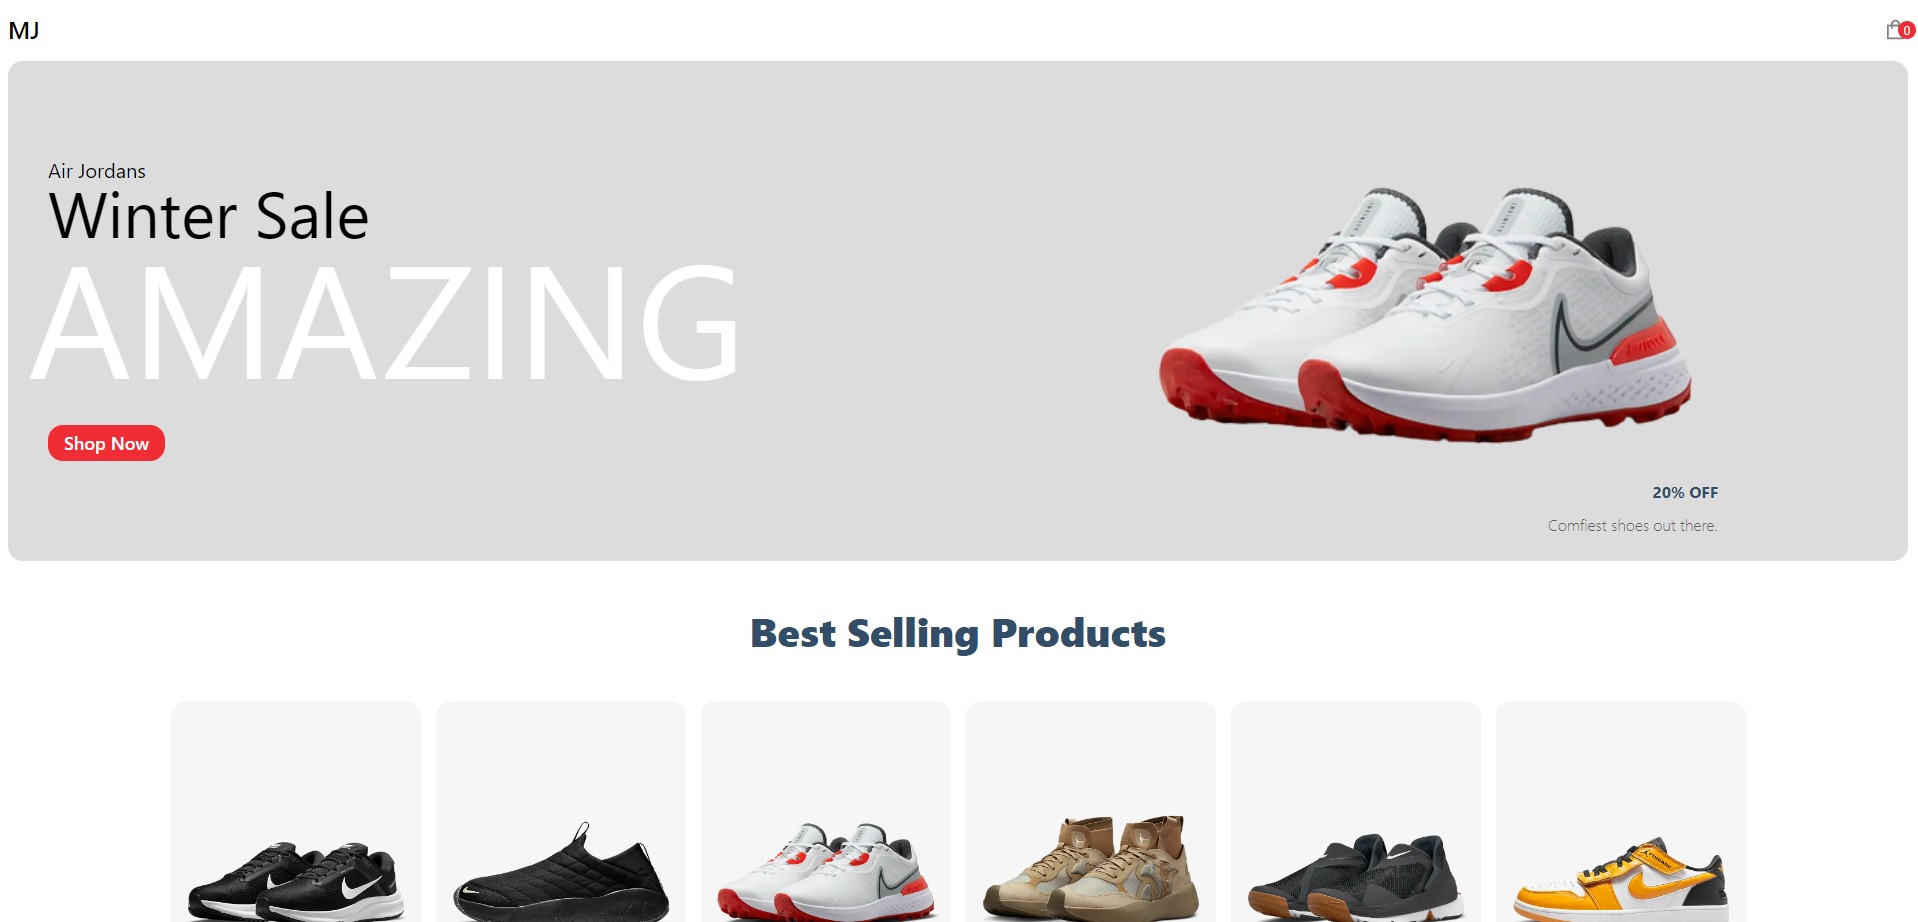 MJ
0
Air Jordans
Winter Sale
AMAZING
Shop Now
20% OFF
Comfiest shoes out there.
Best Selling Products